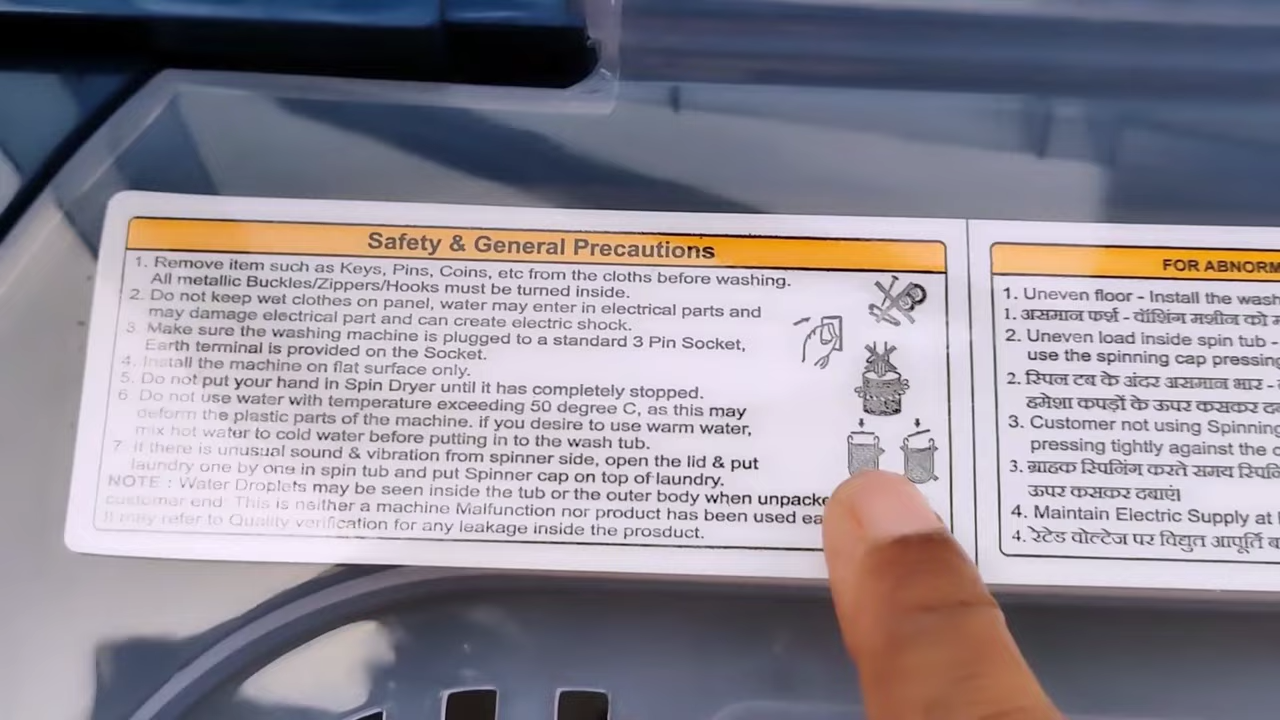 Safety & General Precautions
1. Remove item such as Keys, Pins, Coins, etc from the cloths before washing.
All metallic Buckles/Zippers/Hooks must be turned inside.
2. Do not keep wet clothes on panel, water may enter in electrical parts and
may damage electrical part and can create electric shock.
3. Make sure the washing machine is plugged to a standard 3 Pin Socket,
Earth terminal is provided on the Socket.
4. Install the machine on flat surface only.
5. Do not put your hand in Spin Dryer until it has completely stopped.
6. Do not use water with temperature exceeding 50 degree C, as this may
deform the plastic parts of the machine. if you desire to use warm water,
mix hot water to cold water before putting in to the wash tub.
7. If there is unusual sound & vibration from spinner side, open the lid & put
laundry one by one in spin tub and put Spinner cap on top of laundry.
NOTE : Water Droplets may be seen inside the tub or the outer body when unpacke
customer end. This is neither a machine Malfunction nor product has been used ea
It may refer to Quality verification for any leakage inside the prosduct.
FOR ABNORM
1. Uneven floor - Install the wash
1. असमान फर्श - वॉशिंग मशीन को
2. Uneven load inside spin tub -
use the spinning cap pressing
2. स्पिन टब के अंदर असमान भार -
हमेशा कपड़ों के ऊपर कसकर
3. Customer not using Spinning
pressing tightly against the
3. ग्राहक स्पिनिंग करते समय
ऊपर कसकर दबाएं।
4. Maintain Electric Supply at
4. रेटेड वोल्टेज पर विद्युत आपूर्ति